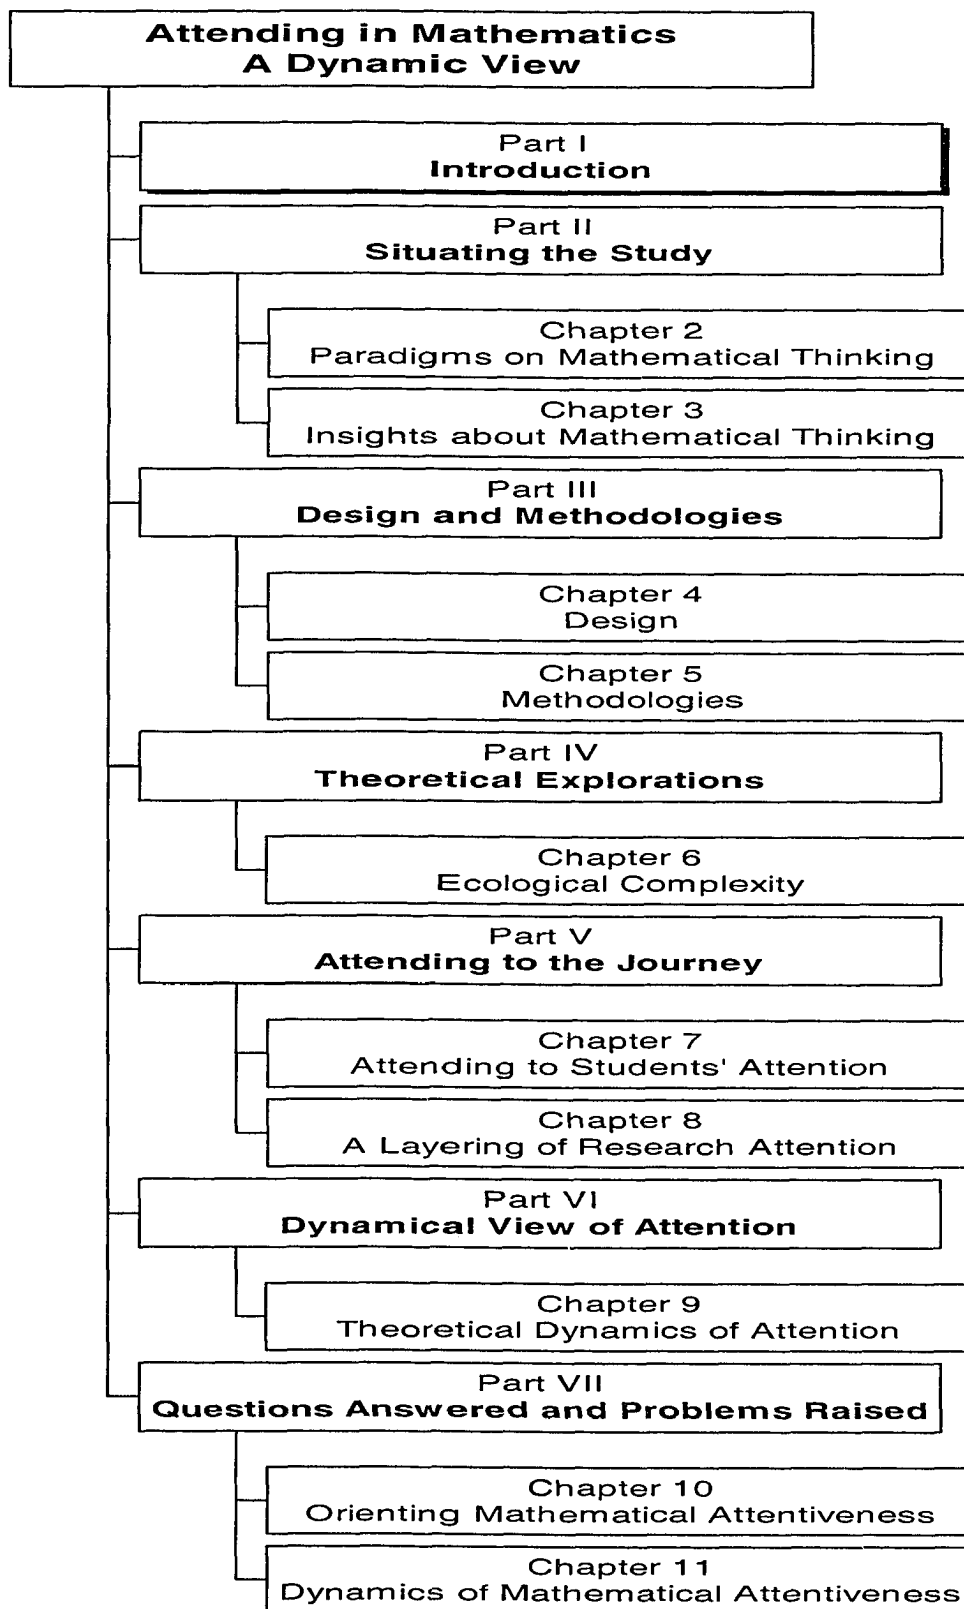 Attending in Mathematics
A Dynamic View
Part I
Introduction
Part II
Situating the Study
Chapter 2
Paradigms on Mathematical Thinking
Chapter 3
Insights about Mathematical Thinking
Part III
Design and Methodologies
Chapter 4
Design
Chapter 5
Methodologies
Part IV
Theoretical Explorations
Chapter 6
Ecological Complexity
Part V
Attending to the Journey
Chapter 7
Attending to Students' Attention
Chapter 8
A Layering of Research Attention
Part VI
Dynamical View of Attention
Chapter 9
Theoretical Dynamics of Attention
Part VII
Questions Answered and Problems Raised
Chapter 10
Orienting Mathematical Attentiveness
Chapter 11
Dynamics of Mathematical Attentiveness